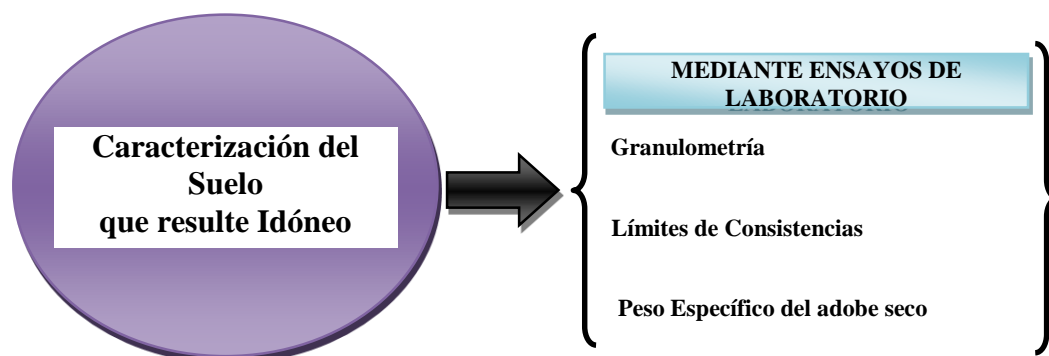 Caracterización del
Suelo
que resulte Idóneo
MEDIANTE ENSAYOS DE
LABORATORIO
Granulometría
Límites de Consistencias
Peso Específico del adobe seco